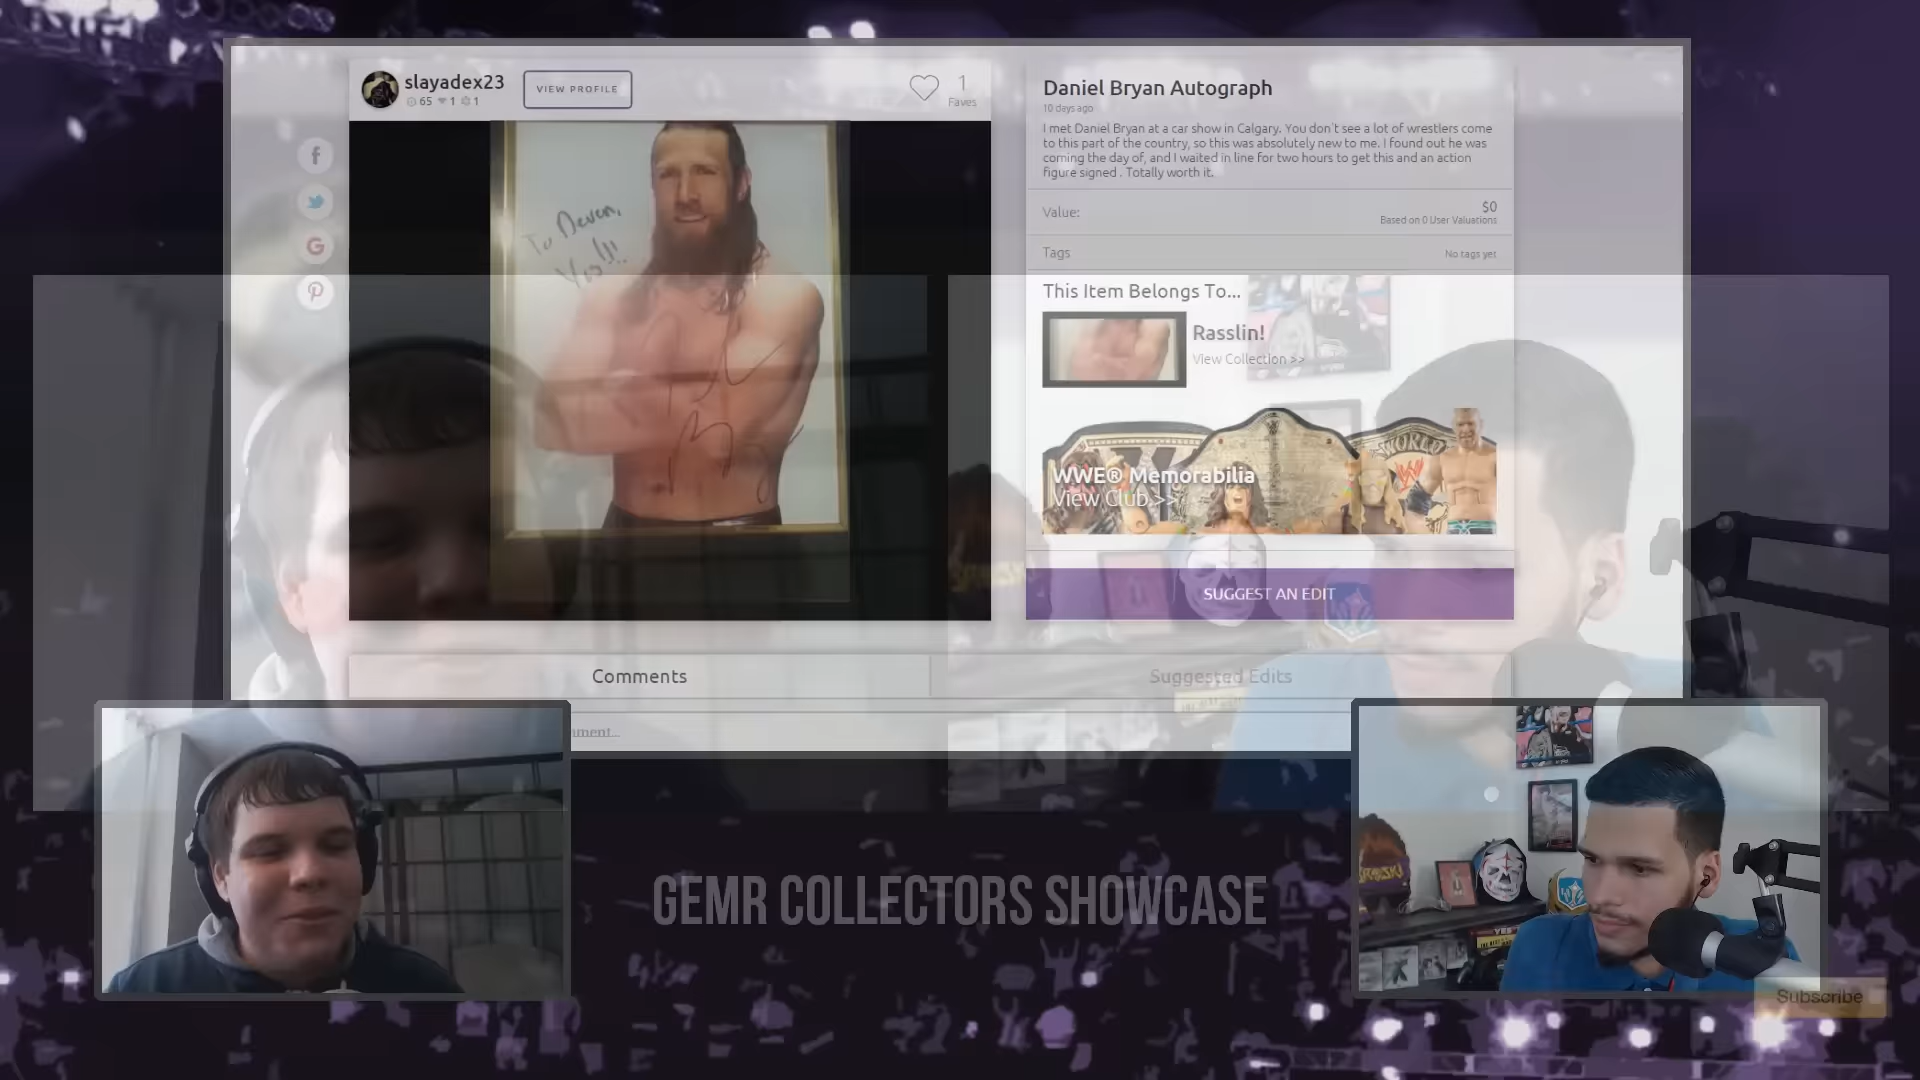 slayadex23
65 1 1
VIEW PROFILE
1
Faves
To Deven,
Yes!!!
Daniel Bryan Autograph
10 days ago
I met Daniel Bryan at a car show in Calgary. You don't see a lot of wrestlers come
to this part of the country, so this was absolutely new to me. I found out he was
coming the day of, and I waited in line for two hours to get this and an action
figure signed . Totally worth it.
Value:
$0
Based on 0 User Valuations
Tags
No tags yet
This Item Belongs To...
Rasslin!
View Collection >>
WORLD
WWE® Memorabilia
View Club >>
SUGGEST AN EDIT
Comments
Suggested Edits
GEMR COLLECTORS SHOWCASE
Subscribe